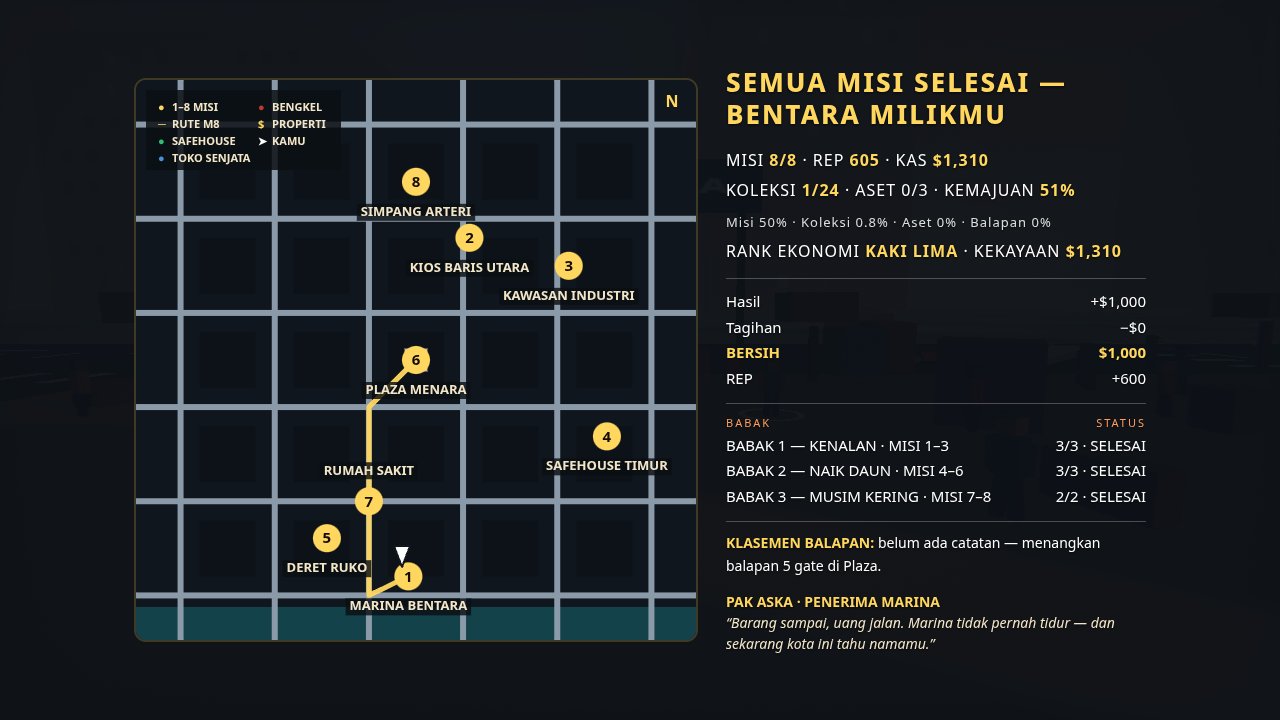 1–8 MISI
BENGKEL
RUTE M8
$ PROPERTI
SAFEHOUSE
KAMU
TOKO SENJATA
N
8
SIMPANG ARTERI
2
KIOS BARIS UTARA
3
KAWASAN INDUSTRI
6
PLAZA MENARA
4
SAFEHOUSE TIMUR
RUMAH SAKIT
7
5
DERET RUKO
1
MARINA BENTARA
SEMUA MISI SELESAI —
BENTARA MILIKMU
MISI 8/8 · REP 605 · KAS $1,310
KOLEKSI 1/24 · ASET 0/3 · KEMAJUAN 51%
Misi 50% · Koleksi 0.8% · Aset 0% · Balapan 0%
RANK EKONOMI KAKI LIMA · KEKAYAAN $1,310
Hasil +$1,000
Tagihan −$0
BERSIH $1,000
REP +600
BABAK STATUS
BABAK 1 — KENALAN · MISI 1–3 3/3 · SELESAI
BABAK 2 — NAIK DAUN · MISI 4–6 3/3 · SELESAI
BABAK 3 — MUSIM KERING · MISI 7–8 2/2 · SELESAI
KLASEMEN BALAPAN: belum ada catatan — menangkan
balapan 5 gate di Plaza.
PAK ASKA · PENERIMA MARINA
“Barang sampai, uang jalan. Marina tidak pernah tidur — dan
sekarang kota ini tahu namamu.”